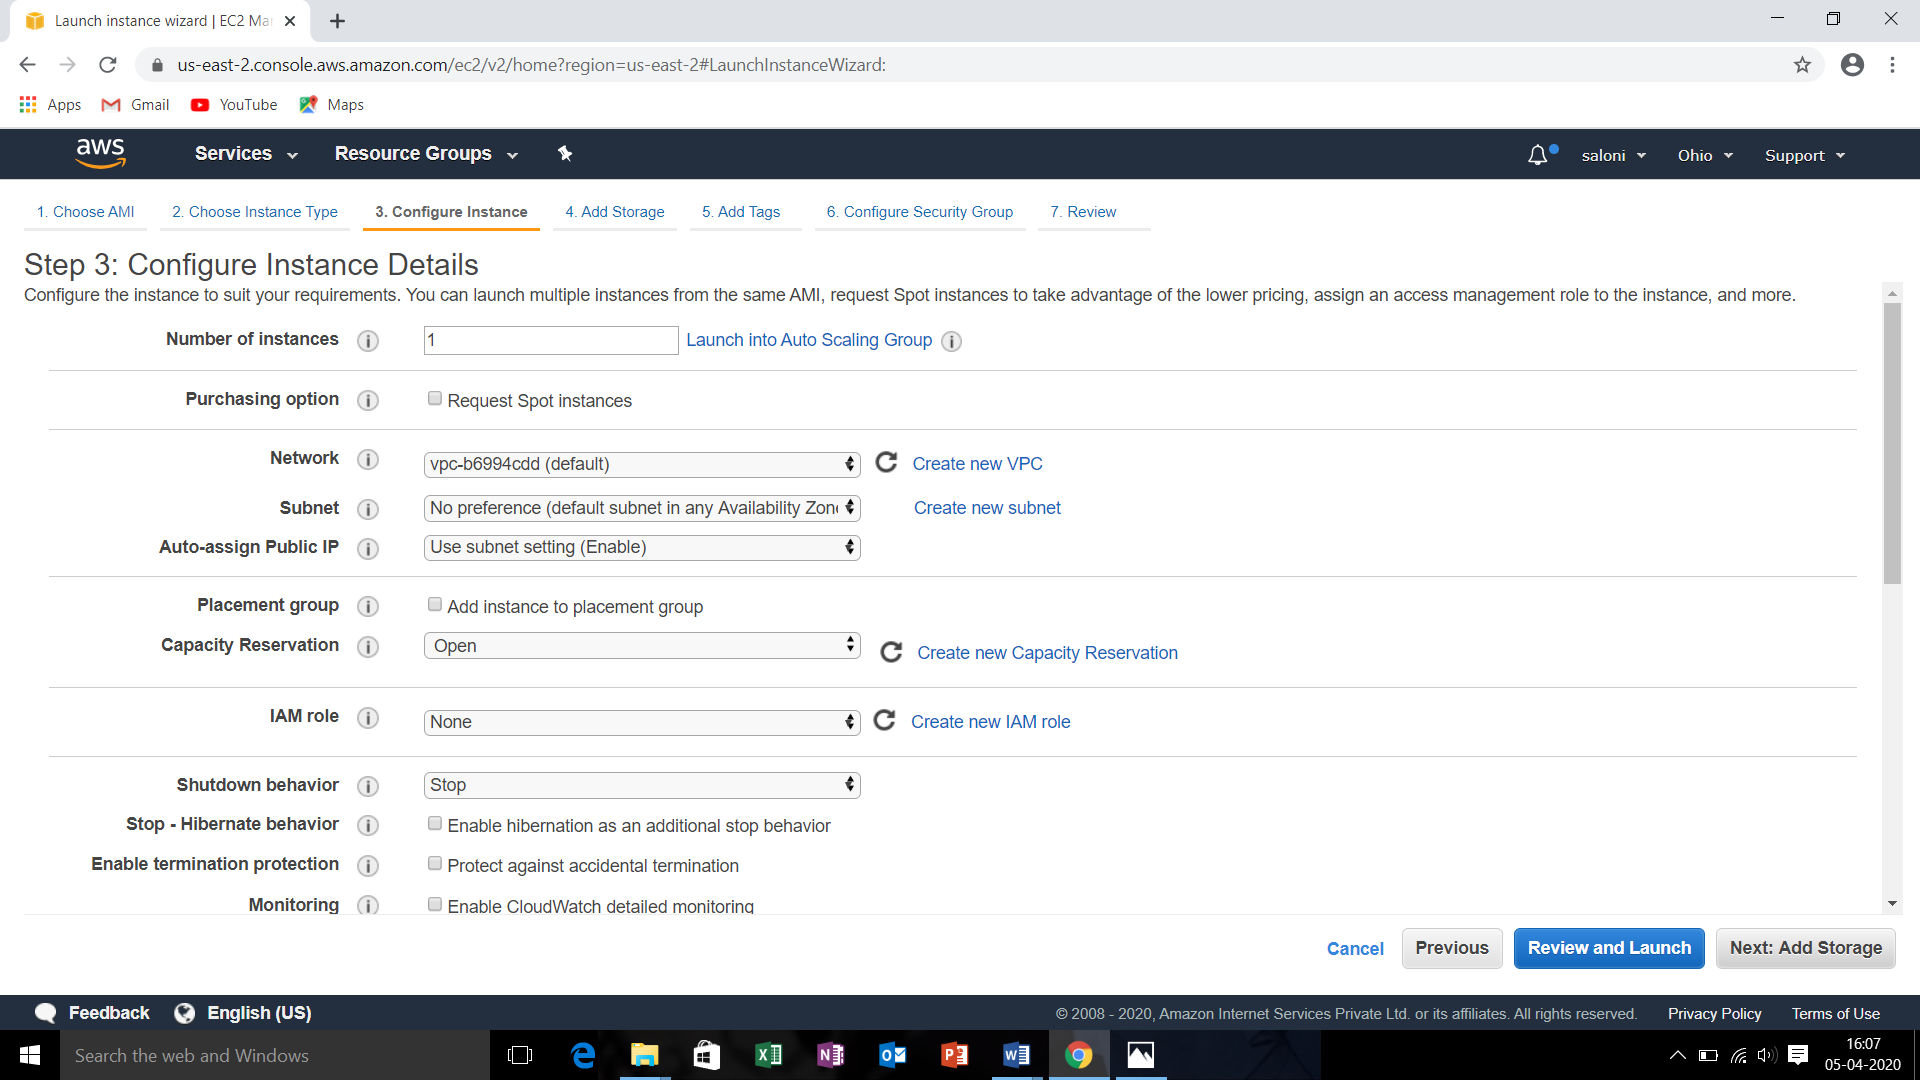 Launch instance wizard | EC2 Mar
us-east-2.console.aws.amazon.com/ec2/v2/home?region=us-east-2#LaunchInstanceWizard:
Apps Gmail YouTube Maps
aws Services Resource Groups saloni Ohio Support
1. Choose AMI 2. Choose Instance Type 3. Configure Instance 4. Add Storage 5. Add Tags 6. Configure Security Group 7. Review
Step 3: Configure Instance Details
Configure the instance to suit your requirements. You can launch multiple instances from the same AMI, request Spot instances to take advantage of the lower pricing, assign an access management role to the instance, and more.
Number of instances i 1 Launch into Auto Scaling Group i
Purchasing option i Request Spot instances
Network i vpc-b6994cdd (default) Create new VPC
Subnet i No preference (default subnet in any Availability Zone Create new subnet
Auto-assign Public IP i Use subnet setting (Enable)
Placement group i Add instance to placement group
Capacity Reservation i Open Create new Capacity Reservation
IAM role i None Create new IAM role
Shutdown behavior i Stop
Stop - Hibernate behavior i Enable hibernation as an additional stop behavior
Enable termination protection i Protect against accidental termination
Monitoring i Enable CloudWatch detailed monitoring
Cancel Previous Review and Launch Next: Add Storage
Feedback English (US) © 2008 - 2020, Amazon Internet Services Private Ltd. or its affiliates. All rights reserved. Privacy Policy Terms of Use
Search the web and Windows
16:07
05-04-2020